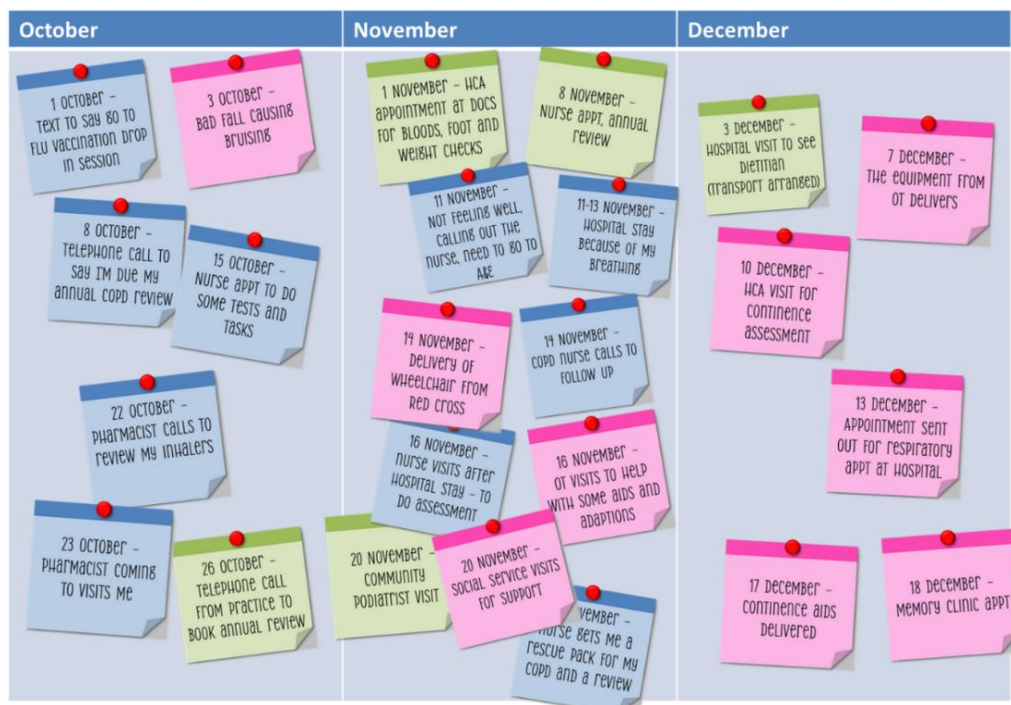 October
1 OCTOBER –
TEXT TO SAY GO TO
FLU VACCINATION DROP
IN SESSION
3 OCTOBER –
BAD FALL CAUSING
BRUISING
8 OCTOBER –
TELEPHONE CALL TO
SAY I'M DUE MY
ANNUAL COPD REVIEW
15 OCTOBER –
NURSE APPT TO DO
SOME TESTS AND
TASKS
22 OCTOBER –
PHARMACIST CALLS TO
REVIEW MY INHALERS
23 OCTOBER –
PHARMACIST COMING
TO VISITS ME
26 OCTOBER –
TELEPHONE CALL
FROM PRACTICE TO
BOOK ANNUAL REVIEW
November
1 NOVEMBER – HCA
APPOINTMENT AT DOCS
FOR BLOODS, FOOT AND
WEIGHT CHECKS
8 NOVEMBER –
NURSE APPT, ANNUAL
REVIEW
11 NOVEMBER –
NOT FEELING WELL,
CALLING OUT THE
NURSE, NEED TO GO TO
A&E
11-13 NOVEMBER –
HOSPITAL STAY
BECAUSE OF MY
BREATHING
14 NOVEMBER –
DELIVERY OF
WHEELCHAIR FROM
RED CROSS
14 NOVEMBER –
COPD NURSE CALLS TO
FOLLOW UP
16 NOVEMBER –
NURSE VISITS AFTER
HOSPITAL STAY – TO
DO ASSESSMENT
16 NOVEMBER –
OT VISITS TO HELP
WITH SOME AIDS AND
ADAPTIONS
20 NOVEMBER –
COMMUNITY
PODIATRIST VISIT
20 NOVEMBER –
SOCIAL SERVICE VISITS
FOR SUPPORT
NURSE GETS ME A
RESCUE PACK FOR MY
COPD AND A REVIEW
December
3 DECEMBER –
HOSPITAL VISIT TO SEE
DIETITIAN
(TRANSPORT ARRANGED)
7 DECEMBER –
THE EQUIPMENT FROM
OT DELIVERS
10 DECEMBER –
HCA VISIT FOR
CONTINENCE
ASSESSMENT
13 DECEMBER –
APPOINTMENT SENT
OUT FOR RESPIRATORY
APPT AT HOSPITAL
17 DECEMBER –
CONTINENCE AIDS
DELIVERED
18 DECEMBER –
MEMORY CLINIC APPT